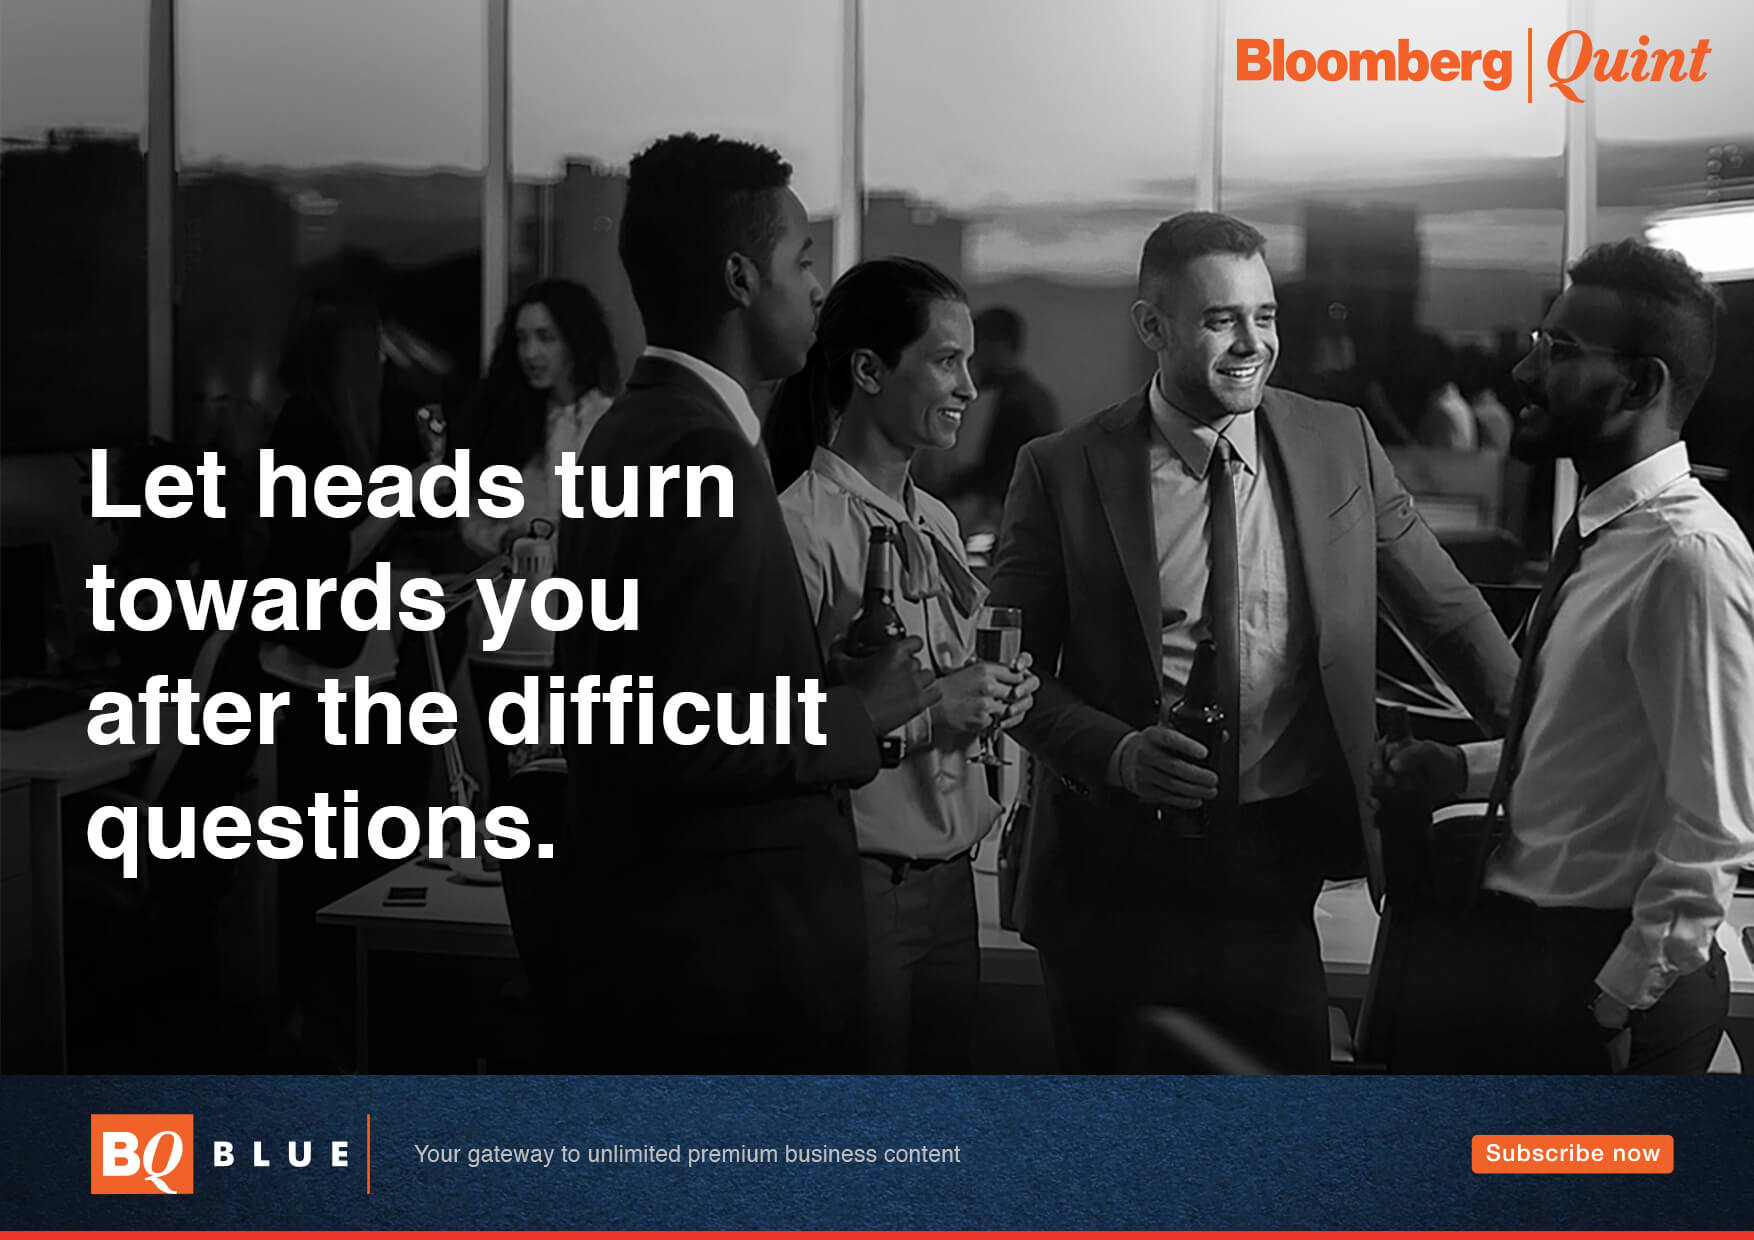 Bloomberg | Quint
Let heads turn
towards you
after the difficult
questions.
BQ BLUE
Your gateway to unlimited premium business content
Subscribe now